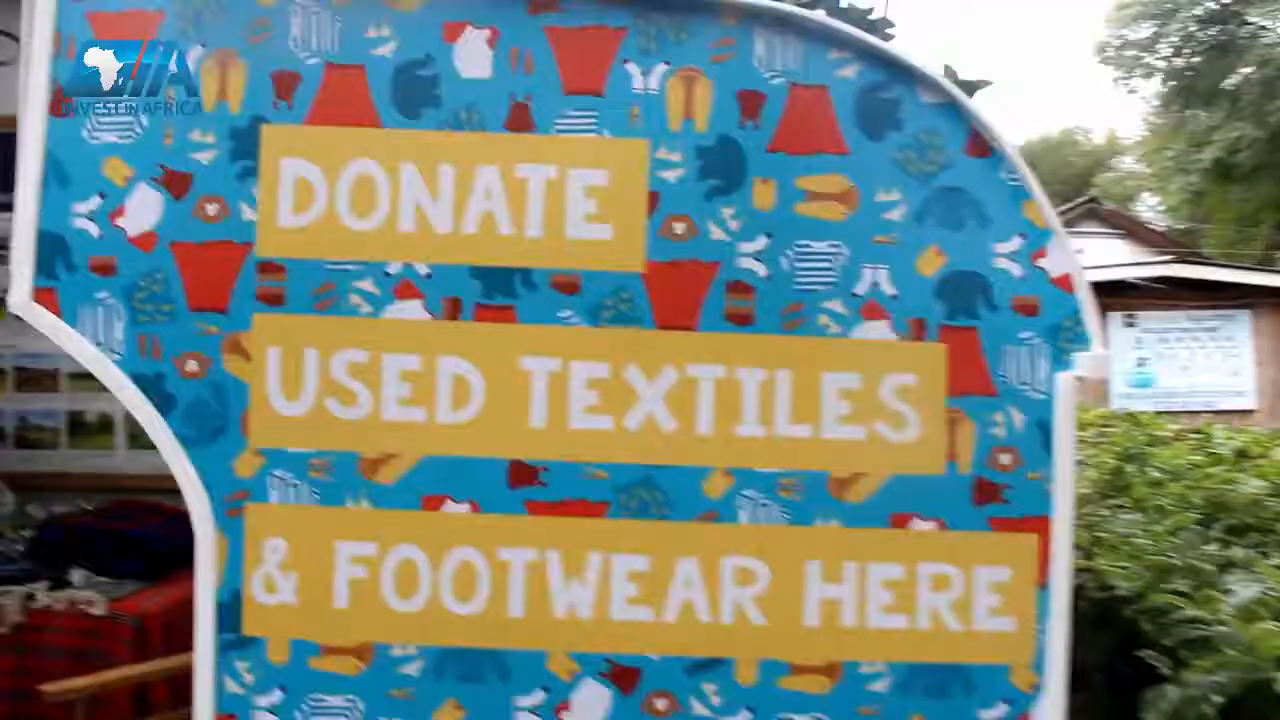 INVEST IN AFRICA
DONATE
USED TEXTILES
& FOOTWEAR HERE